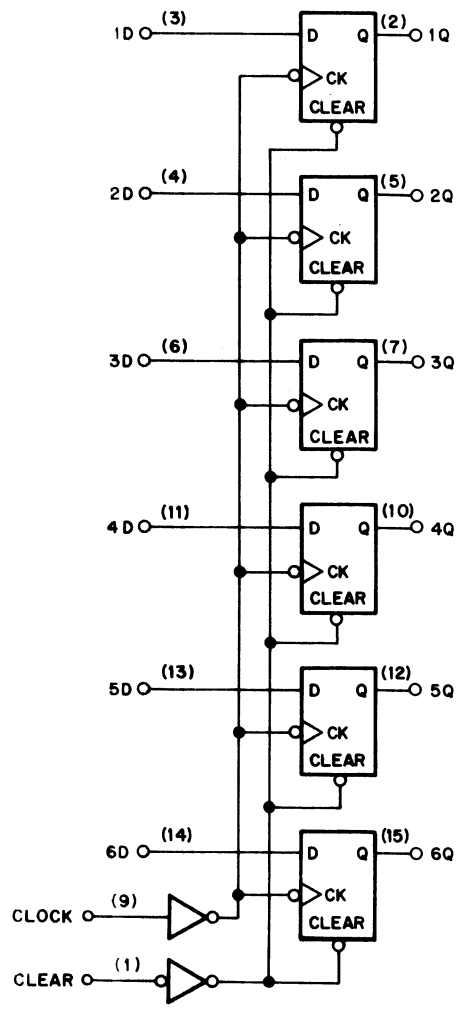 1D (3) D Q (2) 1Q
CK
CLEAR
2D (4) D Q (5) 2Q
CK
CLEAR
3D (6) D Q (7) 3Q
CK
CLEAR
4D (11) D Q (10) 4Q
CK
CLEAR
5D (13) D Q (12) 5Q
CK
CLEAR
6D (14) D Q (15) 6Q
CK
CLOCK (9)
CLEAR
CLEAR (1)